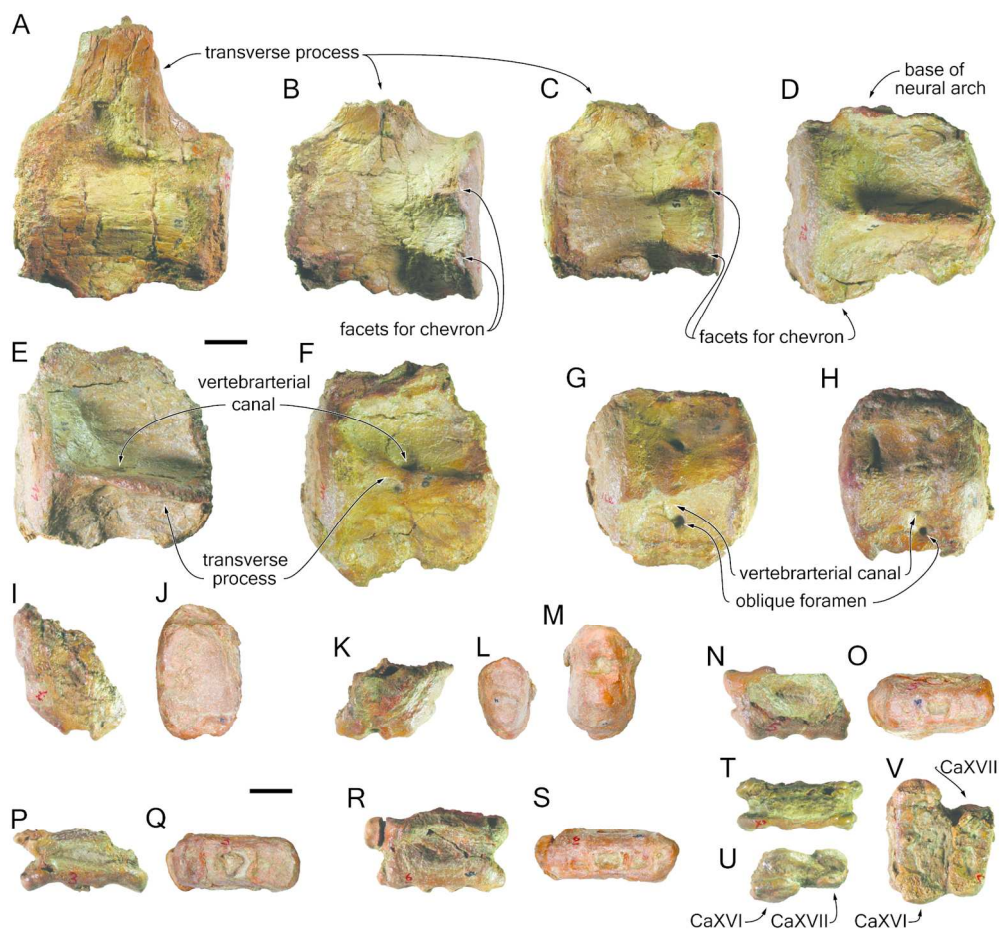 A
transverse process
B
C
D
base of
neural arch
facets for chevron
facets for chevron
E
F
vertebrarterial
canal
G
H
transverse
process
vertebrarterial canal
oblique foramen
I
J
K
L
M
N
O
P
Q
R
S
T
U
V
CaXVII
CaXVI
CaXVII
CaXVI